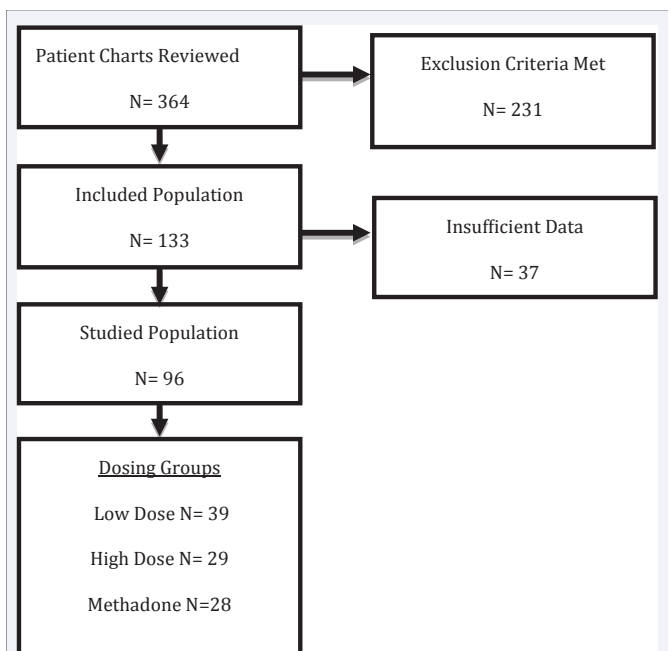 Patient Charts Reviewed
N= 364
Exclusion Criteria Met
N= 231
Included Population
N= 133
Insufficient Data
N= 37
Studied Population
N= 96
Dosing Groups
Low Dose N= 39
High Dose N= 29
Methadone N=28